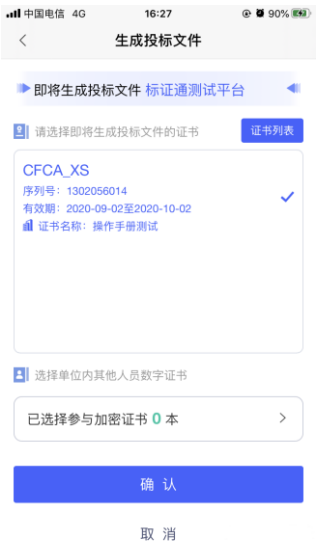 中国电信 4G 16:27 90%
生成投标文件
即将生成投标文件 标证通测试平台
请选择即将生成投标文件的证书 证书列表
CFCA_XS
序列号：1302056014
有效期：2020-09-02至2020-10-02
证书名称：操作手册测试
选择单位内其他人员数字证书
已选择参与加密证书 0 本
确 认
取 消